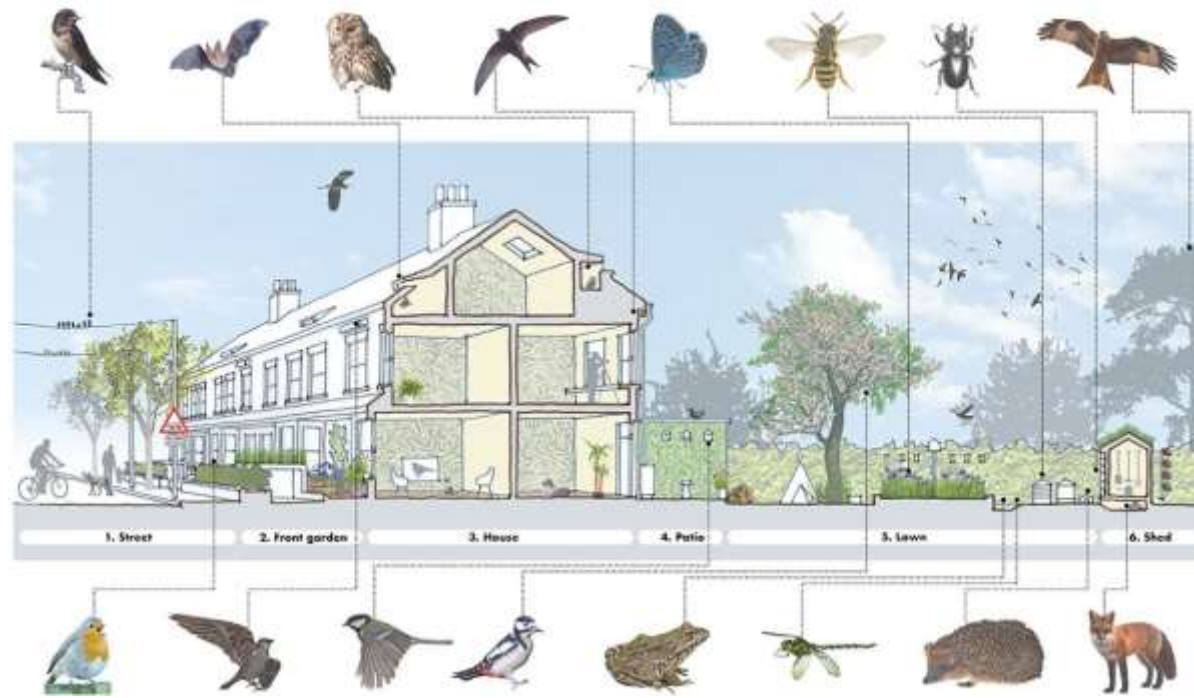 1. Street
2. Front garden
3. House
4. Patio
5. Lawn
6. Shed